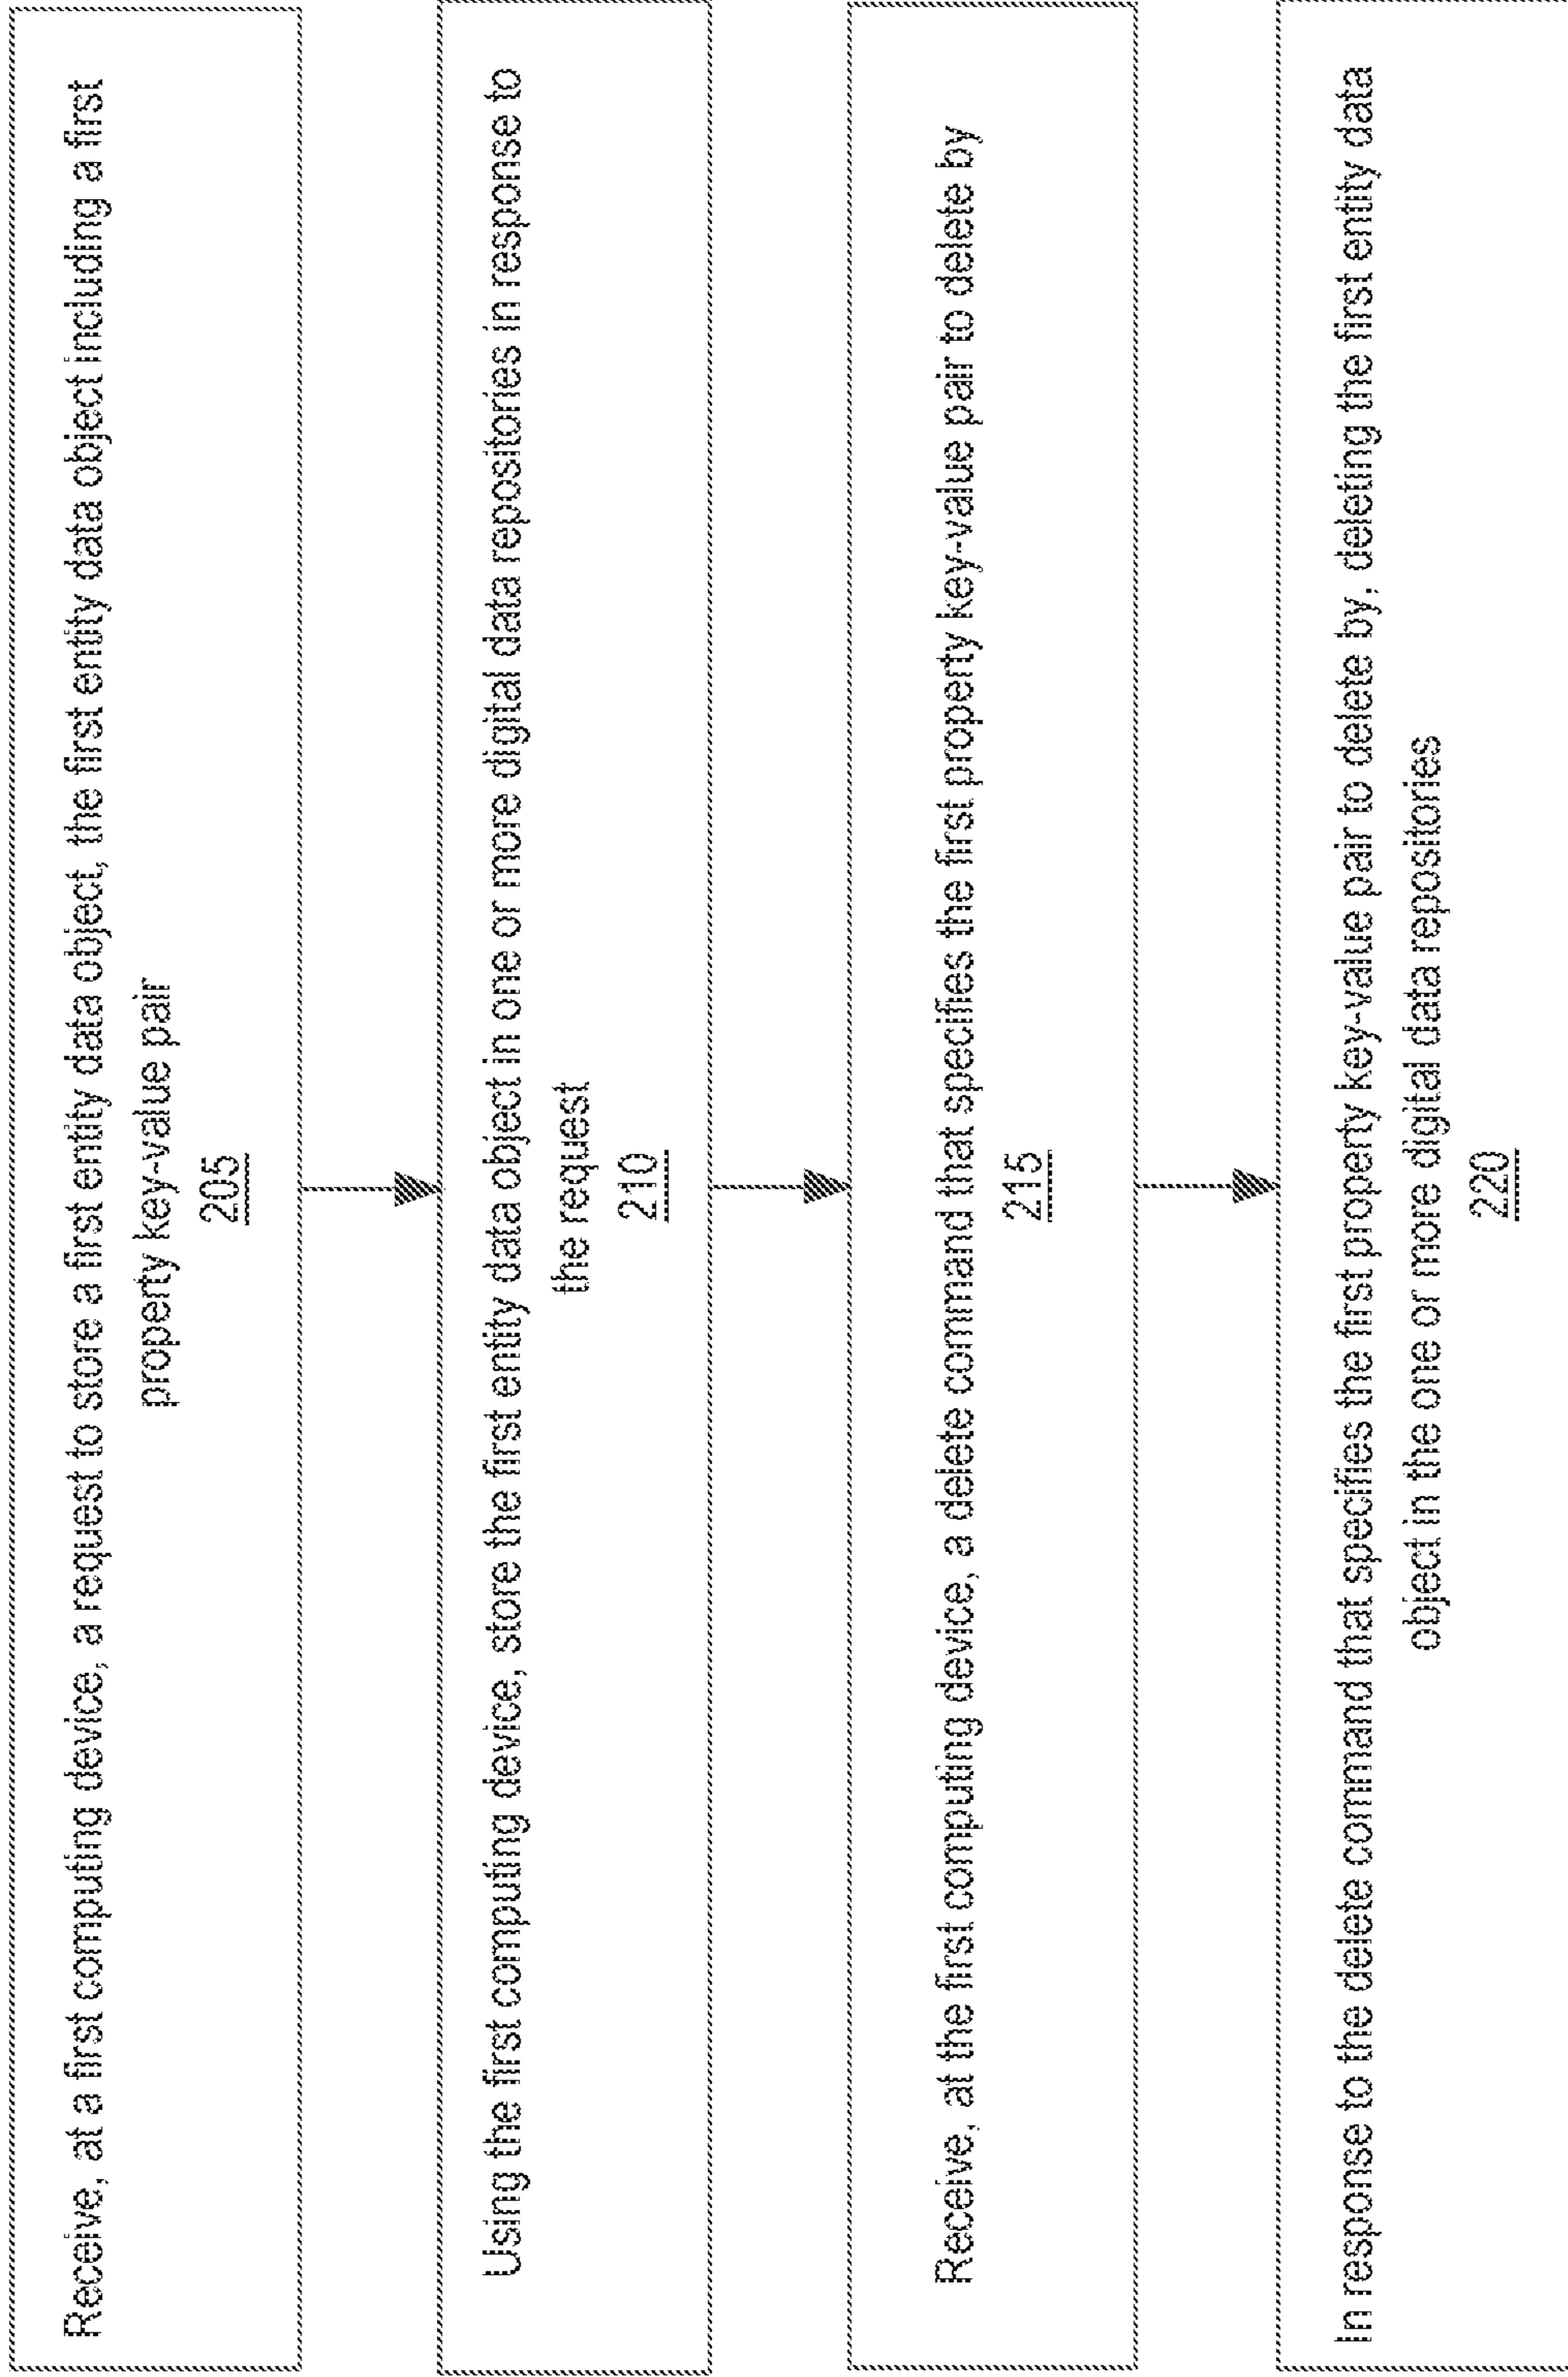 Receive, at a first computing device, a request to store a first entity data object, the first entity data object including a first
property key-value pair
205
Using the first computing device, store the first entity data object in one or more digital data repositories in response to
the request
210
Receive, at the first computing device, a delete command that specifies the first property key-value pair to delete by
215
In response to the delete command that specifies the first property key-value pair to delete by, deleting the first entity data
object in the one or more digital data repositories
220